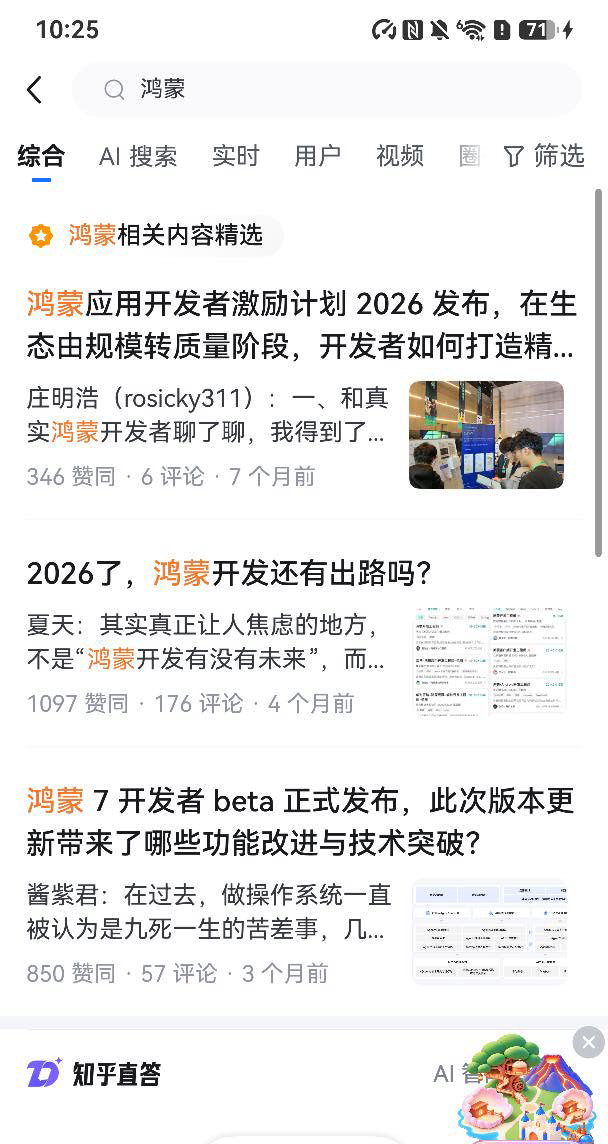 10:25
6
71
鸿蒙
综合 AI 搜索 实时 用户 视频 圈 筛选
鸿蒙相关内容精选
鸿蒙应用开发者激励计划 2026 发布，在生
态由规模转质量阶段，开发者如何打造精...
庄明浩（rosicky311）：一、和真
实鸿蒙开发者聊了聊，我得到了...
346 赞同 · 6 评论 · 7 个月前
2026了，鸿蒙开发还有出路吗？
夏天：其实真正让人焦虑的地方，
不是“鸿蒙开发有没有未来”，而...
1097 赞同 · 176 评论 · 4 个月前
鸿蒙 7 开发者 beta 正式发布，此次版本更
新带来了哪些功能改进与技术突破？
酱紫君：在过去，做操作系统一直
被认为是九死一生的苦差事，几...
850 赞同 · 57 评论 · 3 个月前
知乎直答
AI